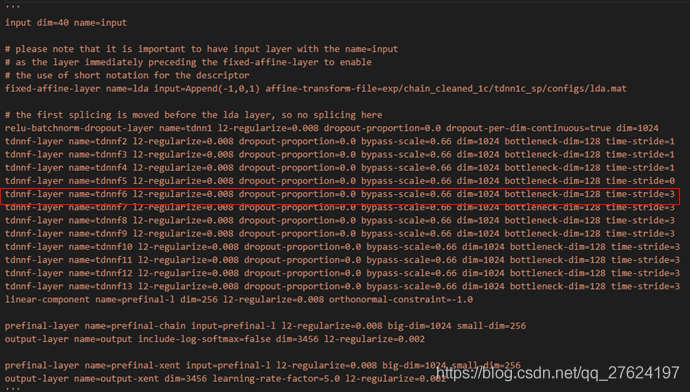 '''
input dim=40 name=input
# please note that it is important to have input layer with the name=input
# as the layer immediately preceding the fixed-affine-layer to enable
# the use of short notation for the descriptor
fixed-affine-layer name=lda input=Append(-1,0,1) affine-transform-file=exp/chain_cleaned_1c/tdnn1c_sp/configs/lda.mat
# the first splicing is moved before the lda layer, so no splicing here
relu-batchnorm-dropout-layer name=tdnn1 l2-regularize=0.008 dropout-proportion=0.0 dropout-per-dim-continuous=true dim=1024
tdnnf-layer name=tdnnf2 l2-regularize=0.008 dropout-proportion=0.0 bypass-scale=0.66 dim=1024 bottleneck-dim=128 time-stride=1
tdnnf-layer name=tdnnf3 l2-regularize=0.008 dropout-proportion=0.0 bypass-scale=0.66 dim=1024 bottleneck-dim=128 time-stride=1
tdnnf-layer name=tdnnf4 l2-regularize=0.008 dropout-proportion=0.0 bypass-scale=0.66 dim=1024 bottleneck-dim=128 time-stride=1
tdnnf-layer name=tdnnf5 l2-regularize=0.008 dropout-proportion=0.0 bypass-scale=0.66 dim=1024 bottleneck-dim=128 time-stride=0
tdnnf-layer name=tdnnf6 l2-regularize=0.008 dropout-proportion=0.0 bypass-scale=0.66 dim=1024 bottleneck-dim=128 time-stride=3
tdnnf-layer name=tdnnf7 l2-regularize=0.008 dropout-proportion=0.0 bypass-scale=0.66 dim=1024 bottleneck-dim=128 time-stride=3
tdnnf-layer name=tdnnf8 l2-regularize=0.008 dropout-proportion=0.0 bypass-scale=0.66 dim=1024 bottleneck-dim=128 time-stride=3
tdnnf-layer name=tdnnf9 l2-regularize=0.008 dropout-proportion=0.0 bypass-scale=0.66 dim=1024 bottleneck-dim=128 time-stride=3
tdnnf-layer name=tdnnf10 l2-regularize=0.008 dropout-proportion=0.0 bypass-scale=0.66 dim=1024 bottleneck-dim=128 time-stride=3
tdnnf-layer name=tdnnf11 l2-regularize=0.008 dropout-proportion=0.0 bypass-scale=0.66 dim=1024 bottleneck-dim=128 time-stride=3
tdnnf-layer name=tdnnf12 l2-regularize=0.008 dropout-proportion=0.0 bypass-scale=0.66 dim=1024 bottleneck-dim=128 time-stride=3
tdnnf-layer name=tdnnf13 l2-regularize=0.008 dropout-proportion=0.0 bypass-scale=0.66 dim=1024 bottleneck-dim=128 time-stride=3
linear-component name=prefinal-l dim=256 l2-regularize=0.008 orthonormal-constraint=-1.0
prefinal-layer name=prefinal-chain input=prefinal-l l2-regularize=0.008 big-dim=1024 small-dim=256
output-layer name=output include-log-softmax=false dim=3456 l2-regularize=0.002
prefinal-layer name=prefinal-xent input=prefinal-l l2-regularize=0.008 big-dim=1024 small-dim=256
output-layer name=output-xent dim=3456 learning-rate-factor=5.0 l2-regularize=0.002
'''
https://blog.csdn.net/qq_27624197